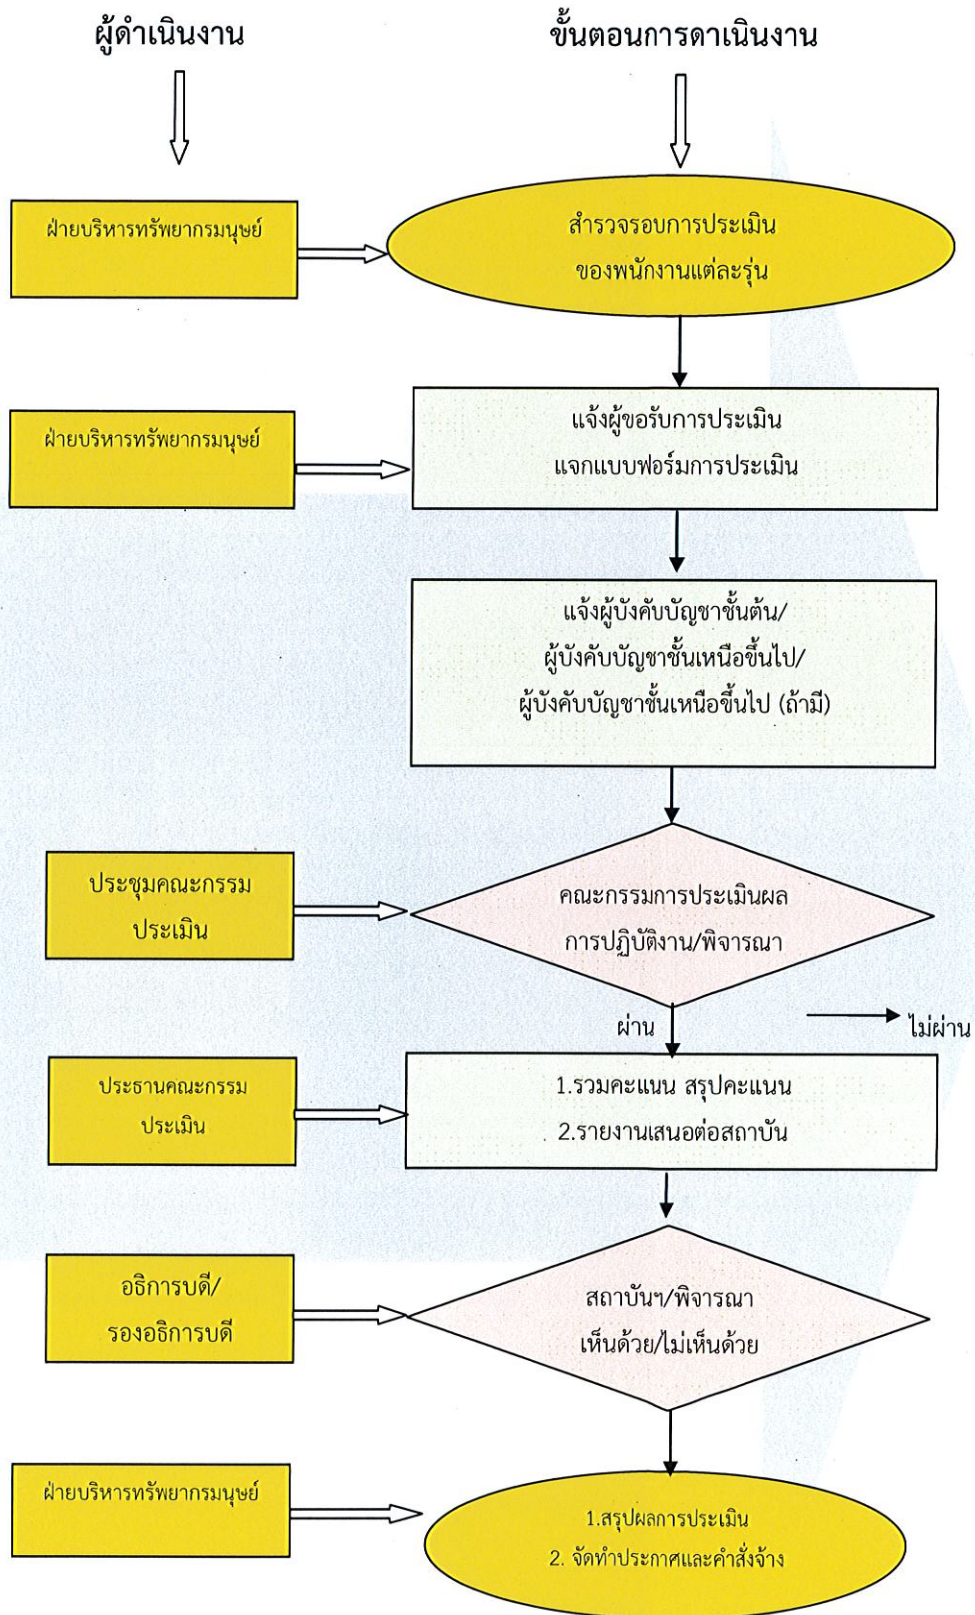 ผู้ดำเนินงาน
ขั้นตอนการดาเนินงาน
ฝ่ายบริหารทรัพยากรมนุษย์
สำรวจรอบการประเมิน
ของพนักงานแต่ละรุ่น
ฝ่ายบริหารทรัพยากรมนุษย์
แจ้งผู้ขอรับการประเมิน
แจกแบบฟอร์มการประเมิน
แจ้งผู้บังคับบัญชาชั้นต้น/
ผู้บังคับบัญชาชั้นเหนือขึ้นไป/
ผู้บังคับบัญชาชั้นเหนือขึ้นไป (ถ้ามี)
ประชุมคณะกรรม
ประเมิน
คณะกรรมการประเมินผล
การปฏิบัติงาน/พิจารณา
ผ่าน
ไม่ผ่าน
ประธานคณะกรรม
ประเมิน
1.รวมคะแนน สรุปคะแนน
2.รายงานเสนอต่อสถาบัน
อธิการบดี/
รองอธิการบดี
สถาบันฯ/พิจารณา
เห็นด้วย/ไม่เห็นด้วย
ฝ่ายบริหารทรัพยากรมนุษย์
1.สรุปผลการประเมิน
2. จัดทำประกาศและคำสั่งจ้าง